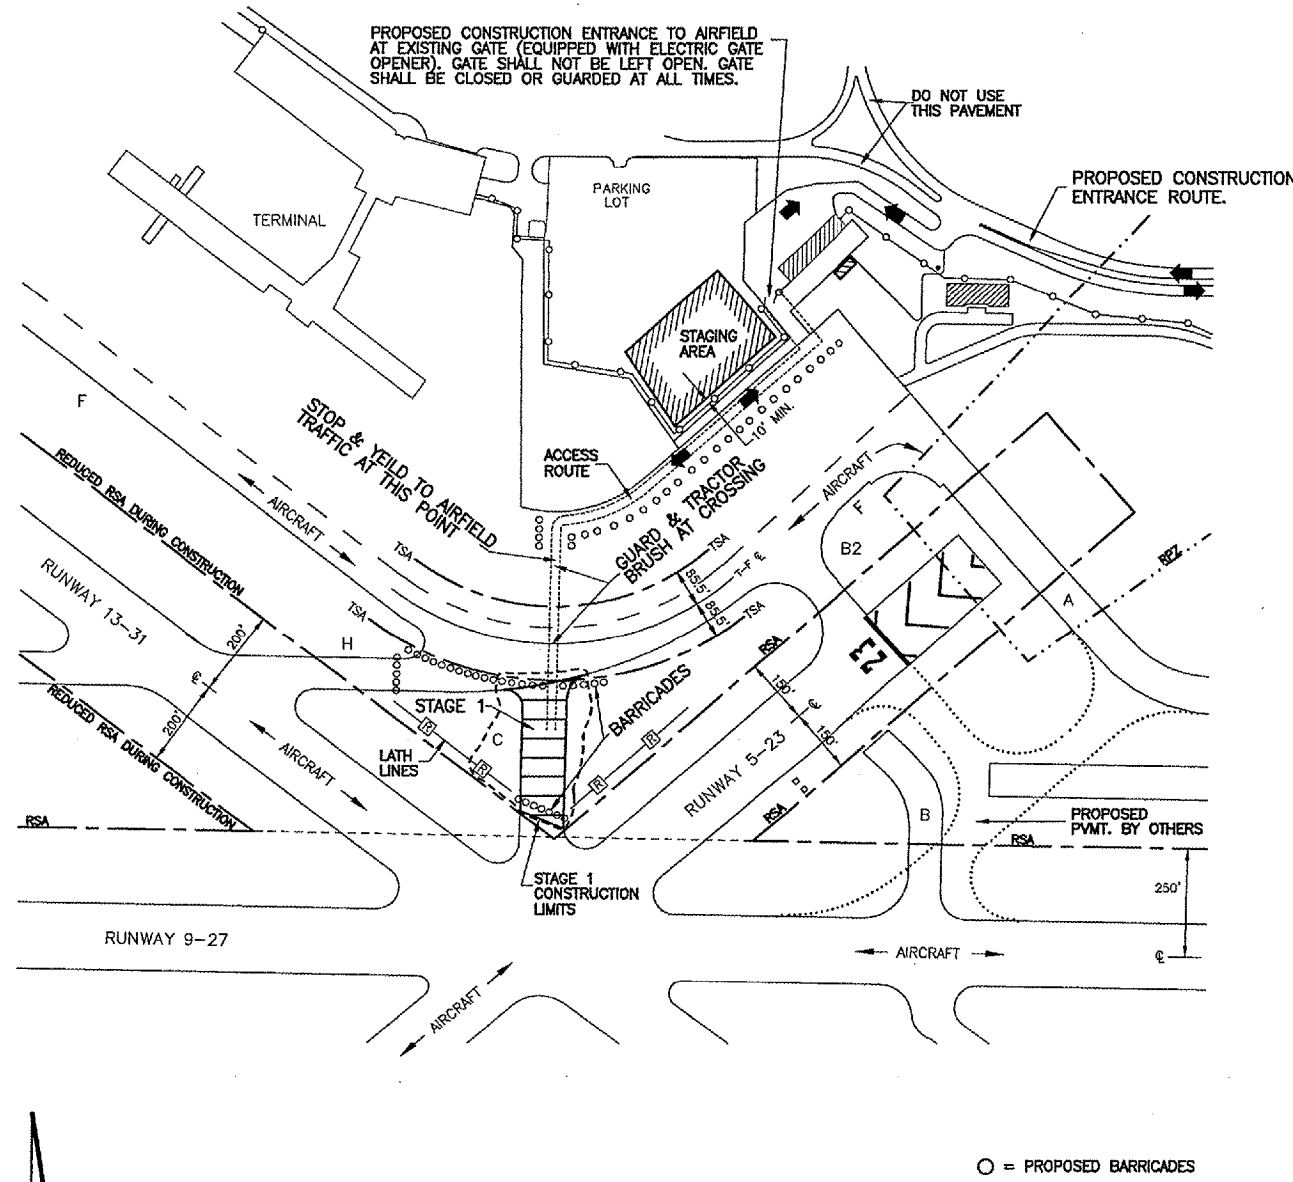 PROPOSED CONSTRUCTION ENTRANCE TO AIRFIELD
AT EXISTING GATE (EQUIPPED WITH ELECTRIC GATE
OPENER). GATE SHALL NOT BE LEFT OPEN. GATE
SHALL BE CLOSED OR GUARDED AT ALL TIMES.
DO NOT USE
THIS PAVEMENT
PROPOSED CONSTRUCTION
ENTRANCE ROUTE.
PARKING
LOT
TERMINAL
STAGING
AREA
F
STOP & YEILD TO AIRFIELD
TRAFFIC AT THIS POINT
10' MIN.
ACCESS
ROUTE
REDUCED RSA DURING CONSTRUCTION
AIRCRAFT
AIRCRAFT
GUARD & TRACTOR
BRUSH AT CROSSING
F
TSA
TSA
T-F ℄
B2
RPZ
RUNWAY 13-31
85.5'
85.5'
TSA
TSA
A
200'
H
RSA
23
℄
200'
REDUCED RSA DURING CONSTRUCTION
STAGE 1
BARRICADES
150'
℄
150'
R
C
R
AIRCRAFT
LATH
LINES
R
R
RUNWAY 5-23
RSA
RSA
B
PROPOSED
PVMT. BY OTHERS
RSA
STAGE 1
CONSTRUCTION
LIMITS
250'
RUNWAY 9-27
AIRCRAFT
℄
AIRCRAFT
= PROPOSED BARRICADES